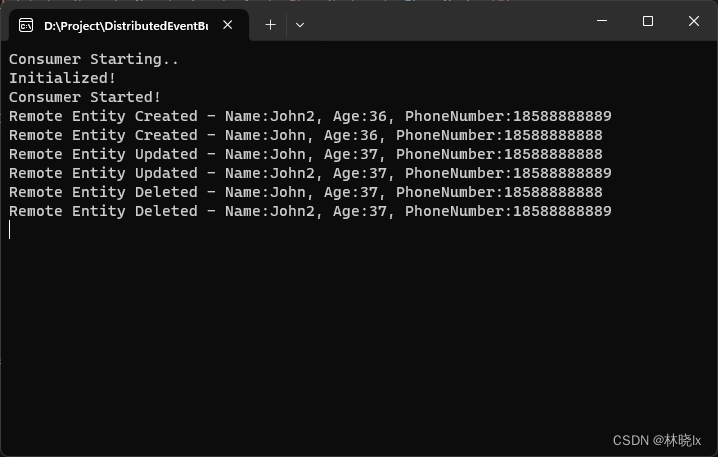 D:\Project\DistributedEventBu
Consumer Starting..
Initialized!
Consumer Started!
Remote Entity Created - Name:John2, Age:36, PhoneNumber:18588888889
Remote Entity Created - Name:John, Age:36, PhoneNumber:18588888888
Remote Entity Updated - Name:John, Age:37, PhoneNumber:18588888888
Remote Entity Updated - Name:John2, Age:37, PhoneNumber:18588888889
Remote Entity Deleted - Name:John, Age:37, PhoneNumber:18588888888
Remote Entity Deleted - Name:John2, Age:37, PhoneNumber:18588888889
CSDN @林晓lx